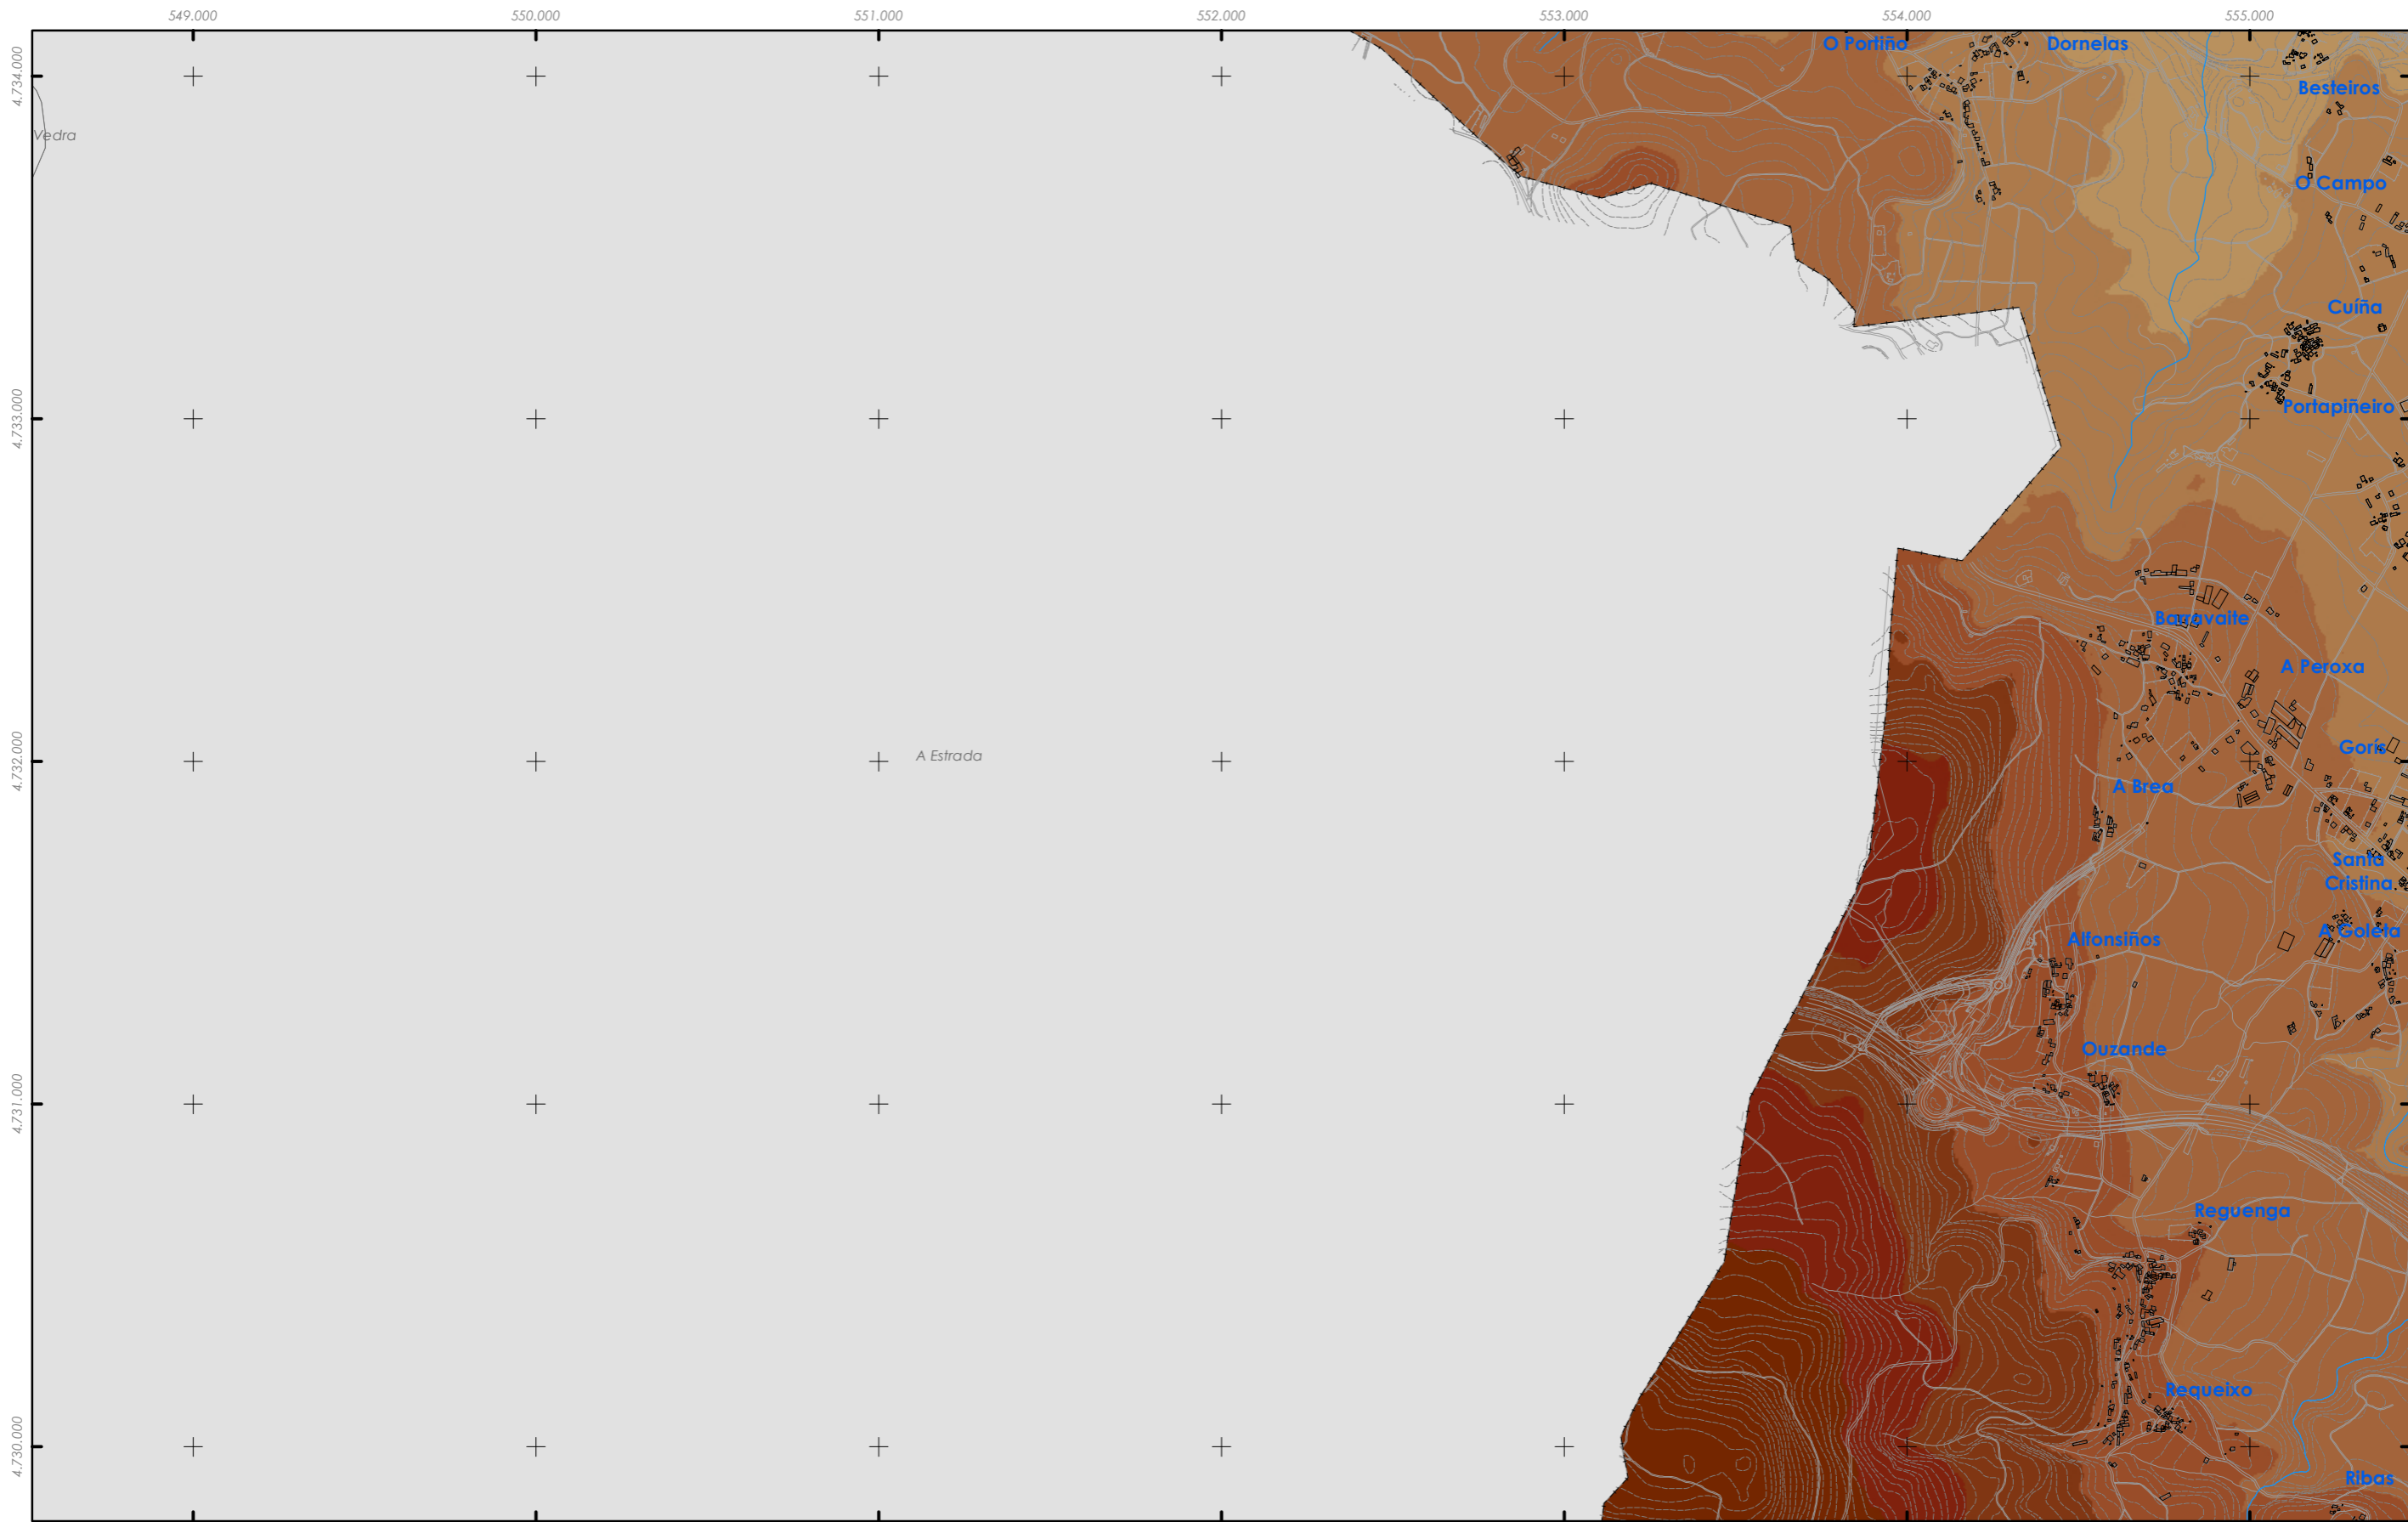 549.000
550.000
551.000
552.000
553.000
554.000
555.000
4.734.000
4.733.000
4.732.000
4.731.000
4.730.000
O Portiño
Dornelas
Besteiros
Vedra
O Campo
Cuíña
Portapiñeiro
Barravaite
A Peroxa
Gorís
A Estrada
A Brea
Santa
Cristina
A Goleta
Alfonsiños
Ouzande
Reguenga
Requeixo
Ribas